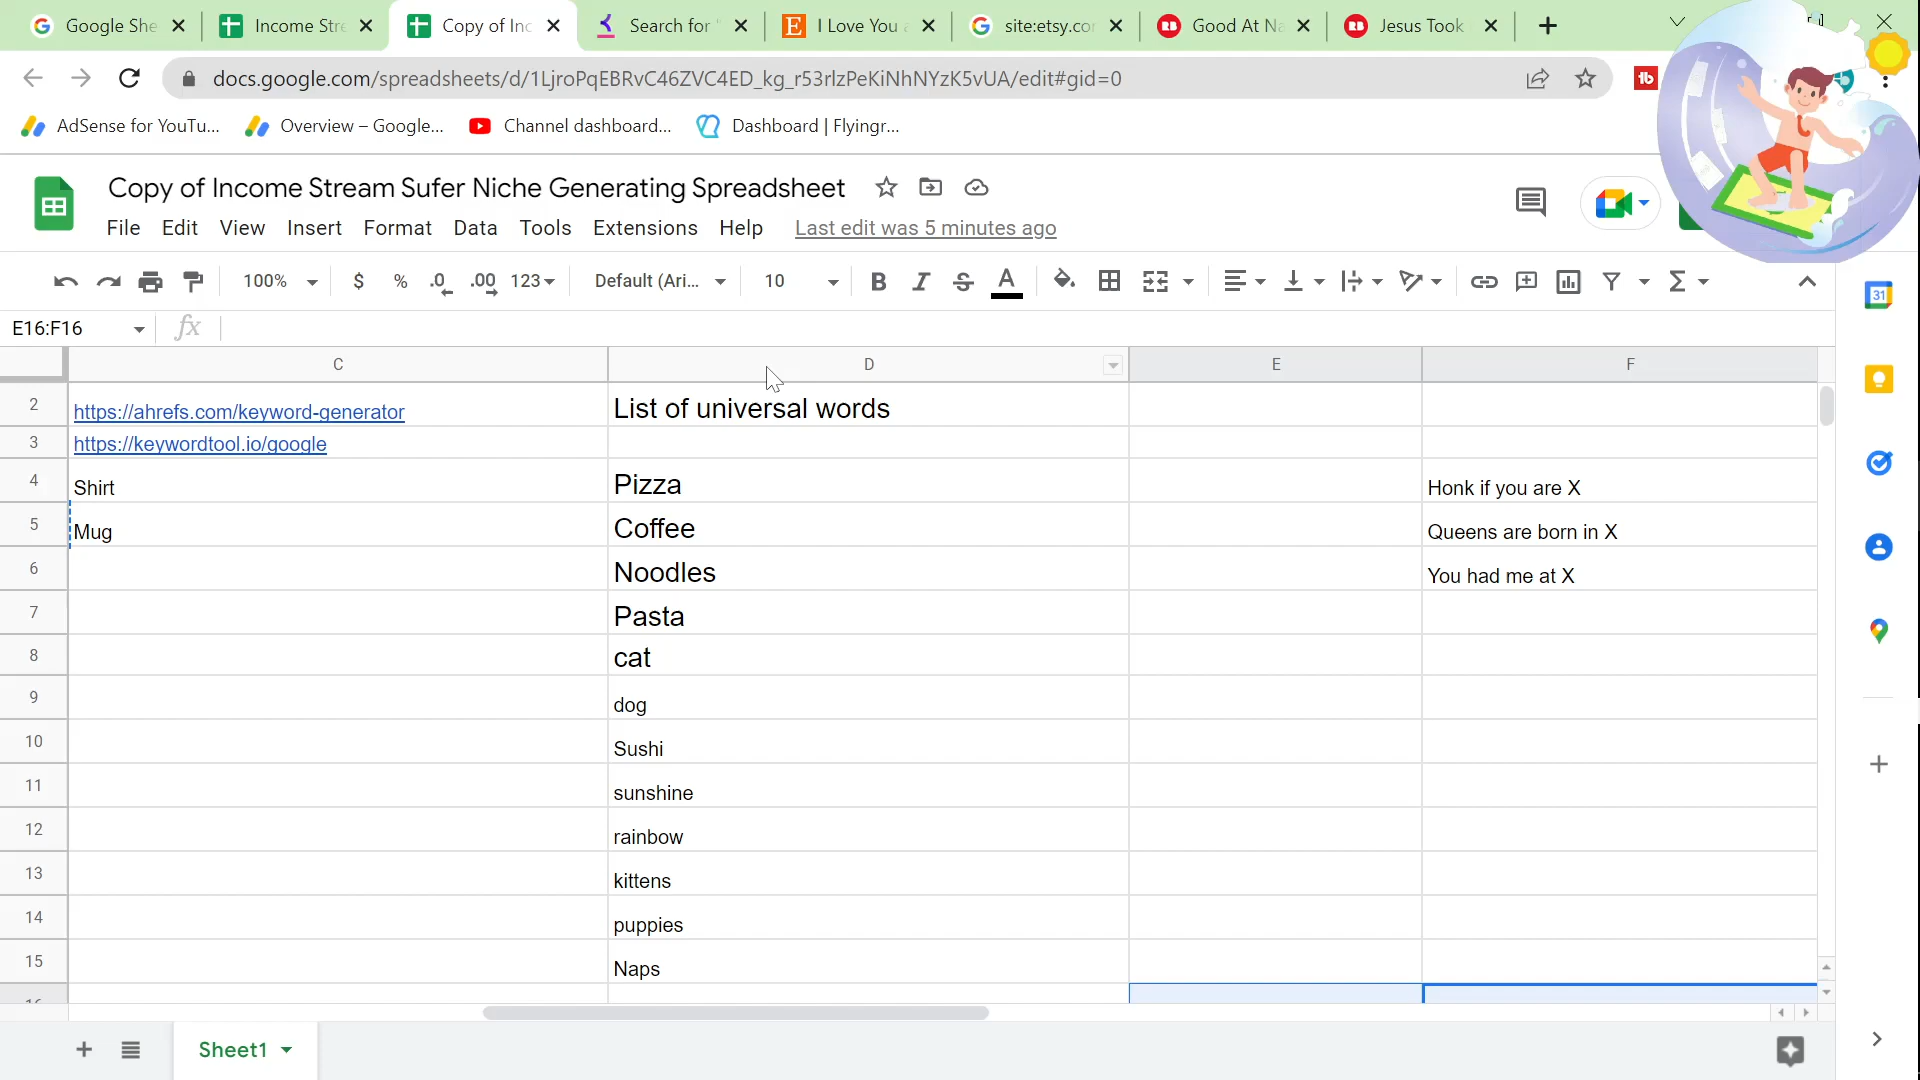 Google She
Income Stre
Copy of Inc
Search for "
I Love You a
site:etsy.cor
Good At Na
Jesus Took
docs.google.com/spreadsheets/d/1LjroPqEBRvC46ZVC4ED_kg_r53rlzPeKiNhNYzK5vUA/edit#gid=0
AdSense for YouTu...
Overview – Google...
Channel dashboard...
Dashboard | Flyingr...
Copy of Income Stream Sufer Niche Generating Spreadsheet
File Edit View Insert Format Data Tools Extensions Help Last edit was 5 minutes ago
100% $ % .0 .00 123 Default (Ari... 10 B I S A
E16:F16 fx
C D E F
2 https://ahrefs.com/keyword-generator List of universal words
3 https://keywordtool.io/google
4 Shirt Pizza Honk if you are X
5 Mug Coffee Queens are born in X
6 Noodles You had me at X
7 Pasta
8 cat
9 dog
10 Sushi
11 sunshine
12 rainbow
13 kittens
14 puppies
15 Naps
Sheet1
31